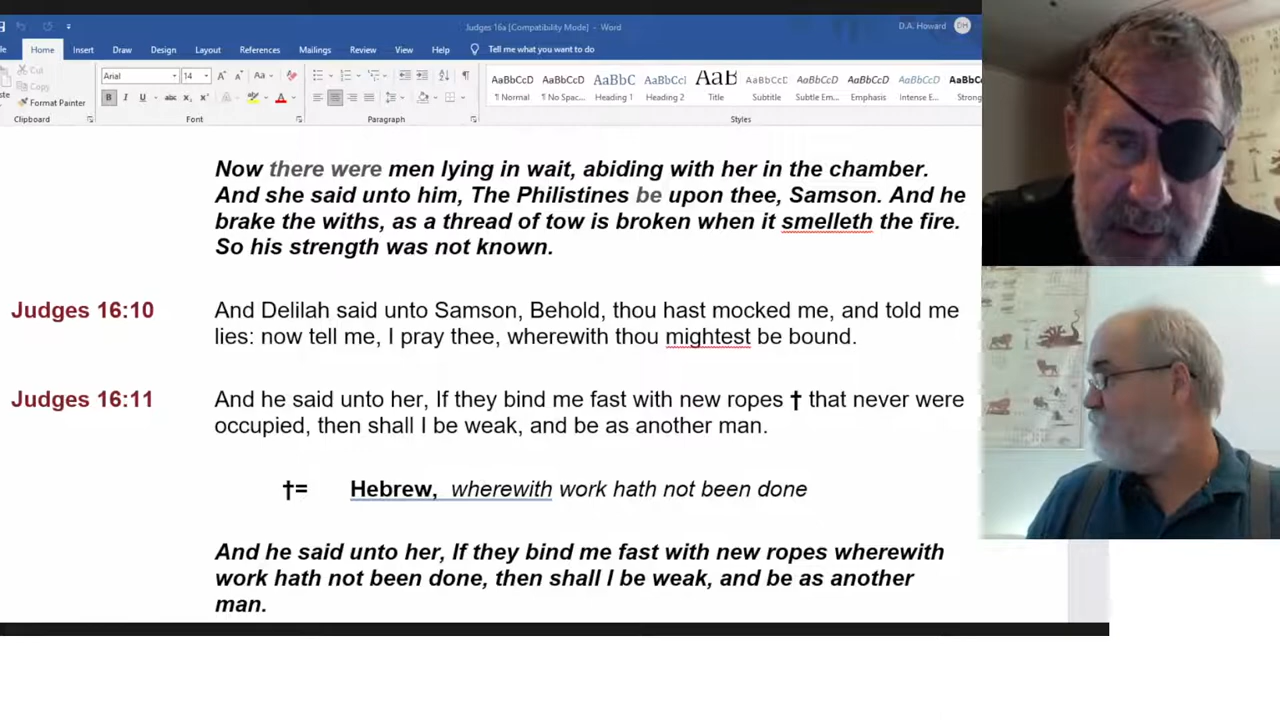 Judges 16a [Compatibility Mode] - Word
D.A. Howard DH
Home Insert Draw Design Layout References Mailings Review View Help Tell me what you want to do
Cut
Copy
Format Painter
Arial 14
AaBbCcD AaBbCcD AaBbC AaBbCcI AaB AaBbCcD AaBbCcD AaBbCcD AaBbCcD AaBbC
¶ Normal ¶ No Spac... Heading 1 Heading 2 Title Subtitle Subtle Em... Emphasis Intense E... Strong
Clipboard Font Paragraph Styles
Now there were men lying in wait, abiding with her in the chamber.
And she said unto him, The Philistines be upon thee, Samson. And he
brake the withs, as a thread of tow is broken when it smelleth the fire.
So his strength was not known.
Judges 16:10 And Delilah said unto Samson, Behold, thou hast mocked me, and told me
lies: now tell me, I pray thee, wherewith thou mightest be bound.
Judges 16:11 And he said unto her, If they bind me fast with new ropes † that never were
occupied, then shall I be weak, and be as another man.
†= Hebrew, wherewith work hath not been done
And he said unto her, If they bind me fast with new ropes wherewith
work hath not been done, then shall I be weak, and be as another
man.